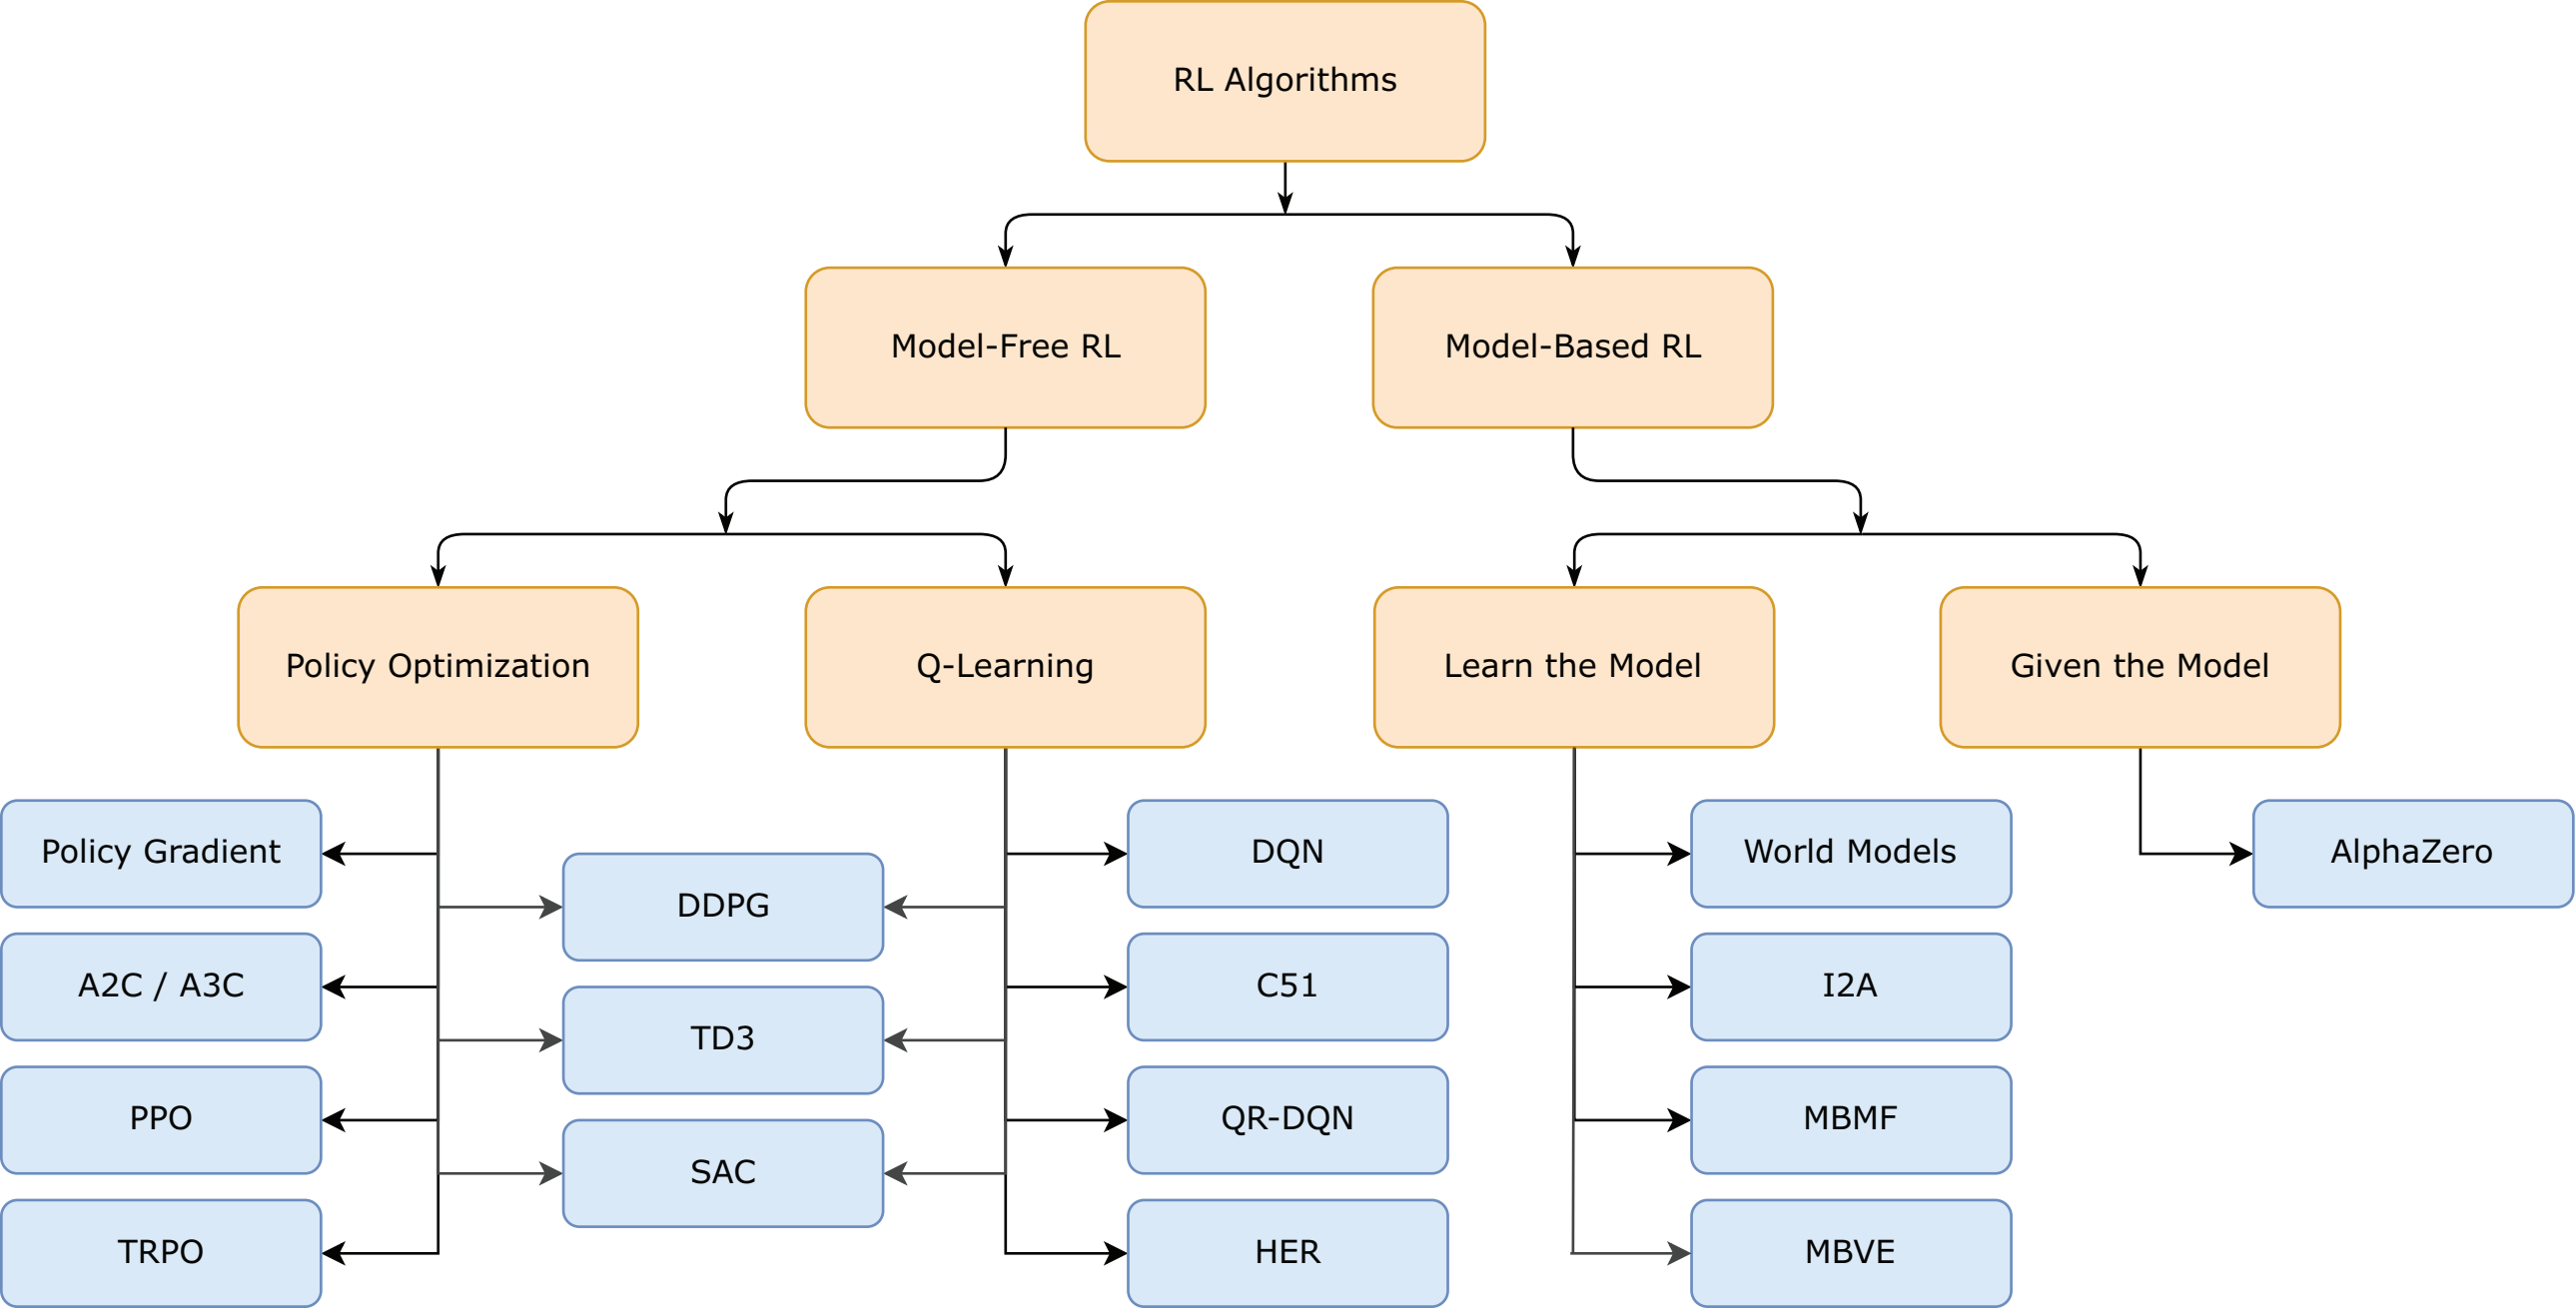 RL Algorithms
Model-Free RL
Model-Based RL
Policy Optimization
Q-Learning
Learn the Model
Given the Model
Policy Gradient
A2C / A3C
PPO
TRPO
DDPG
TD3
SAC
DQN
C51
QR-DQN
HER
World Models
I2A
MBMF
MBVE
AlphaZero